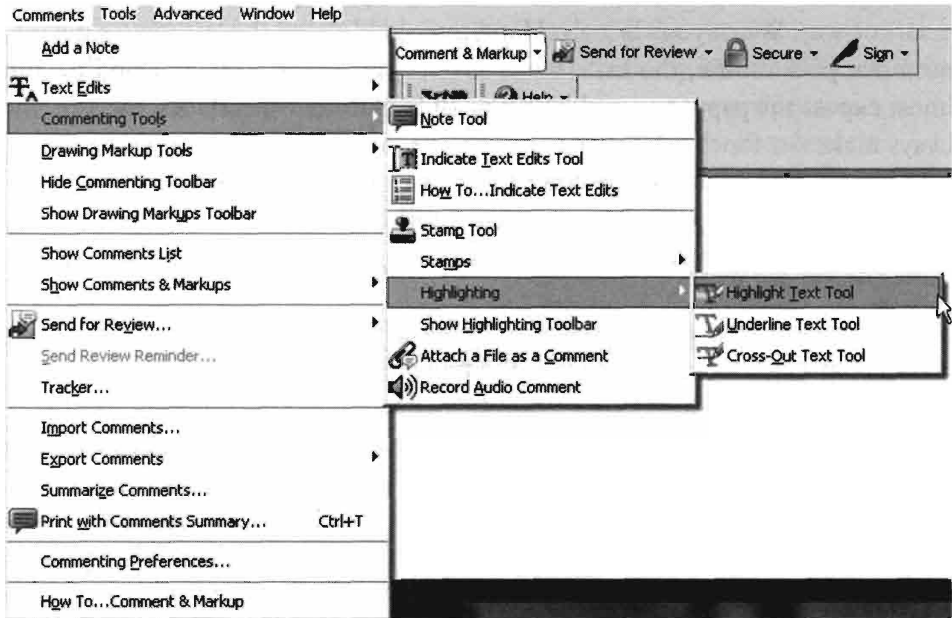 Comments Tools Advanced Window Help
Add a Note
Text Edits
Commenting Tools
Drawing Markup Tools
Hide Commenting Toolbar
Show Drawing Markups Toolbar
Show Comments List
Show Comments & Markups
Send for Review...
Send Review Reminder...
Tracker...
Import Comments...
Export Comments
Summarize Comments...
Print with Comments Summary... Ctrl+T
Commenting Preferences...
How To...Comment & Markup
Comment & Markup Send for Review Secure Sign
Help
Note Tool
Indicate Text Edits Tool
How To...Indicate Text Edits
Stamp Tool
Stamps
Highlighting
Show Highlighting Toolbar
Attach a File as a Comment
Record Audio Comment
Highlight Text Tool
Underline Text Tool
Cross-Out Text Tool